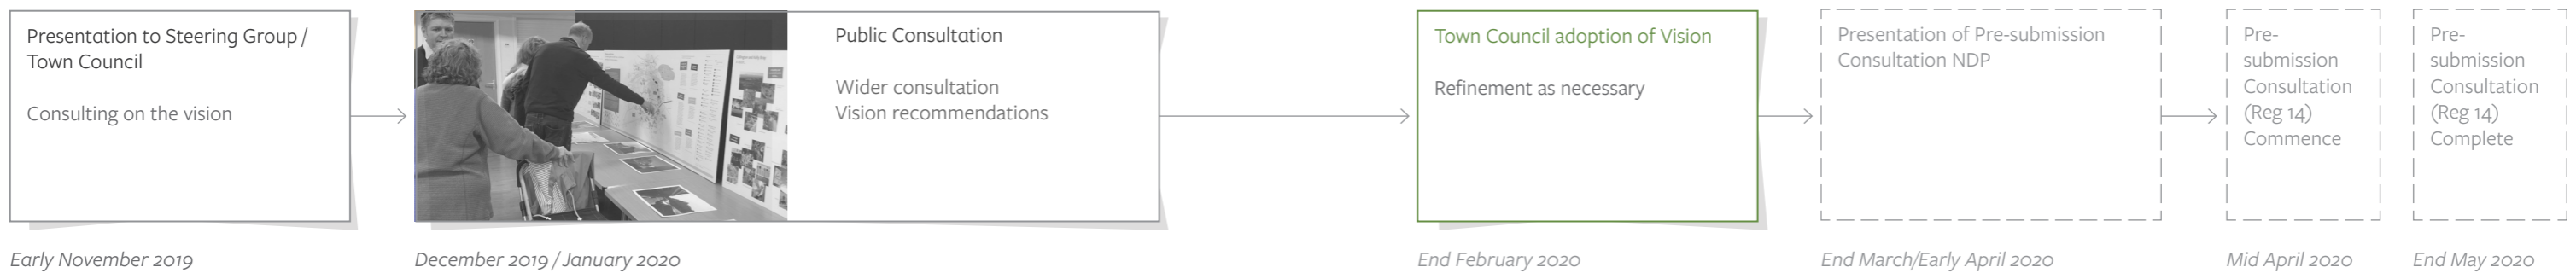 Presentation to Steering Group /
Town Council
Consulting on the vision
Early November 2019
Public Consultation
Wider consultation
Vision recommendations
December 2019 / January 2020
Town Council adoption of Vision
Refinement as necessary
End February 2020
Presentation of Pre-submission
Consultation NDP
End March/Early April 2020
Pre-
submission
Consultation
(Reg 14)
Commence
Mid April 2020
Pre-
submission
Consultation
(Reg 14)
Complete
End May 2020